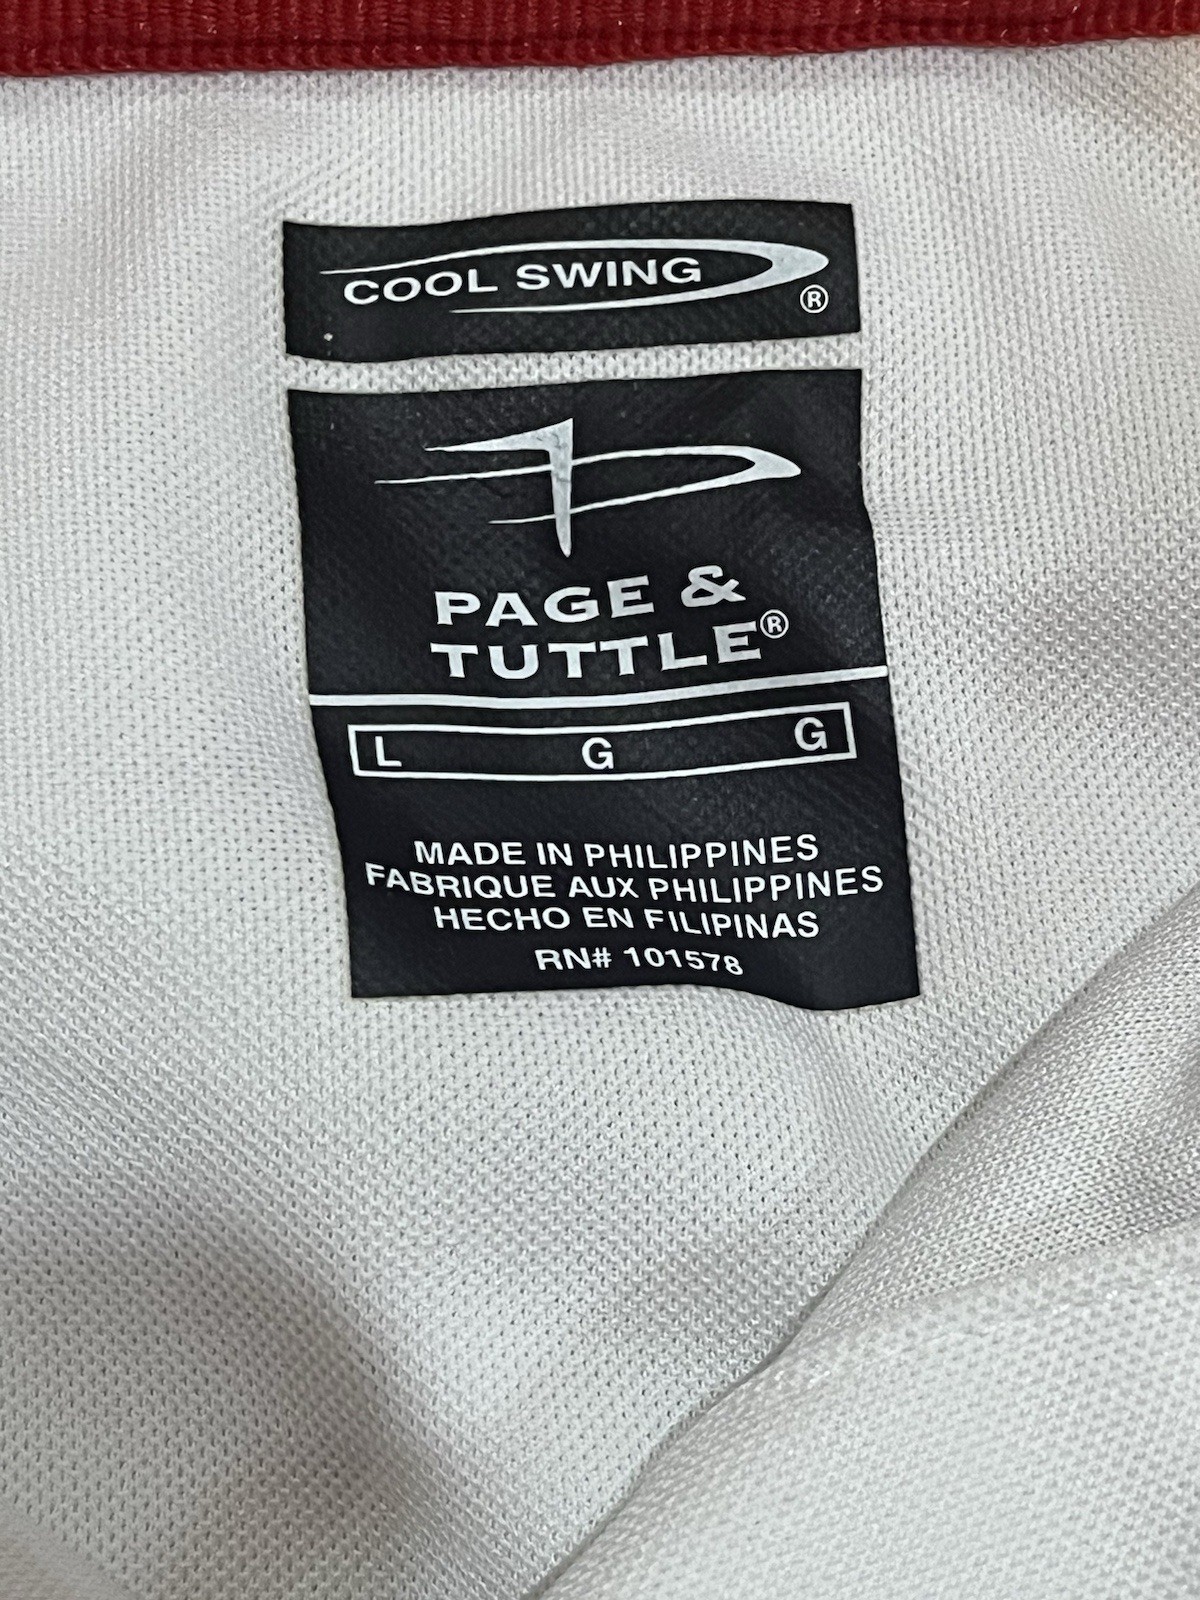 COOL SWING®
PAGE &
TUTTLE®
L G G
MADE IN PHILIPPINES
FABRIQUE AUX PHILIPPINES
HECHO EN FILIPINAS
RN# 101578